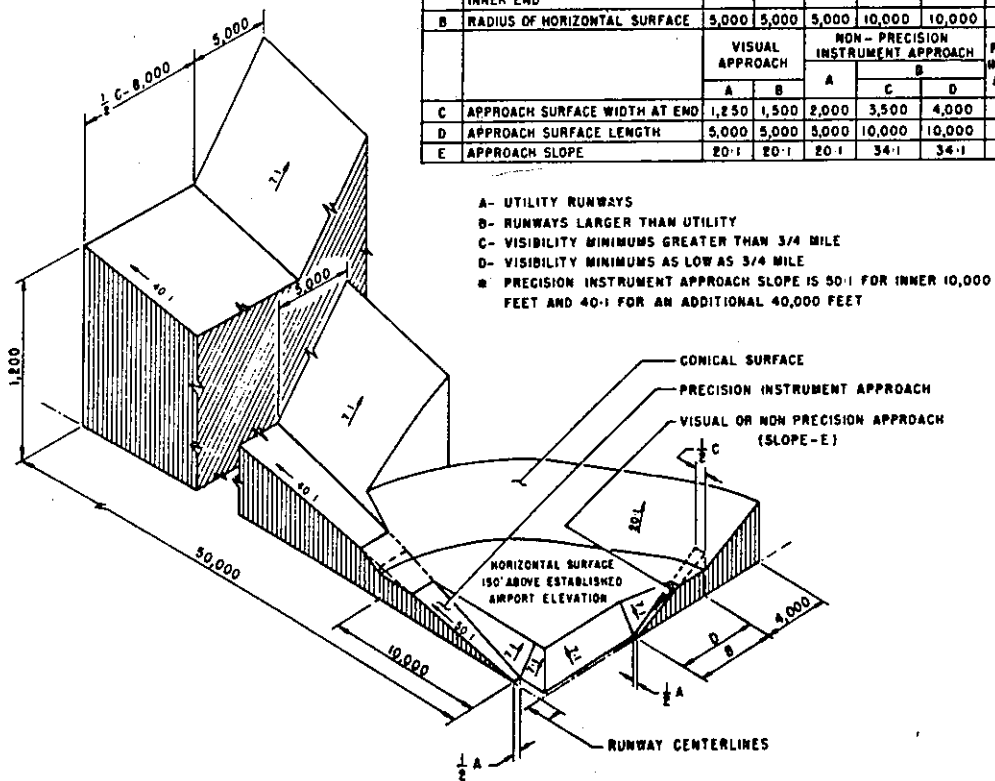 INNER END
B RADIUS OF HORIZONTAL SURFACE 5,000 5,000 5,000 10,000 10,000
VISUAL APPROACH
NON-PRECISION INSTRUMENT APPROACH
A B A B
C D
C APPROACH SURFACE WIDTH AT END 1,250 1,500 2,000 3,500 4,000
D APPROACH SURFACE LENGTH 5,000 5,000 5,000 10,000 10,000
E APPROACH SLOPE 20:1 20:1 20:1 34:1 34:1
A- UTILITY RUNWAYS
B- RUNWAYS LARGER THAN UTILITY
C- VISIBILITY MINIMUMS GREATER THAN 3/4 MILE
D- VISIBILITY MINIMUMS AS LOW AS 3/4 MILE
* PRECISION INSTRUMENT APPROACH SLOPE IS 50:1 FOR INNER 10,000
FEET AND 40:1 FOR AN ADDITIONAL 40,000 FEET
5,000
1/2 C-8,000
7:1
40:1
5,000
1,200
7:1
40:1
CONICAL SURFACE
PRECISION INSTRUMENT APPROACH
VISUAL OR NON PRECISION APPROACH
(SLOPE-E)
1/2 C
20:1
50,000
HORIZONTAL SURFACE
150' ABOVE ESTABLISHED
AIRPORT ELEVATION
50:1
7:1
7:1
7:1
7:1
10,000
4,000
D
B
1/2 A
RUNWAY CENTERLINES
1/2 A